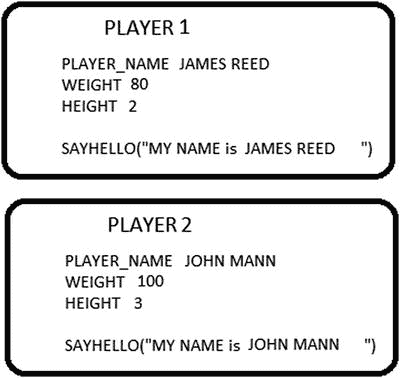 PLAYER 1
PLAYER_NAME JAMES REED
WEIGHT 80
HEIGHT 2
SAYHELLO("MY NAME is JAMES REED ")
PLAYER 2
PLAYER_NAME JOHN MANN
WEIGHT 100
HEIGHT 3
SAYHELLO("MY NAME is JOHN MANN ")